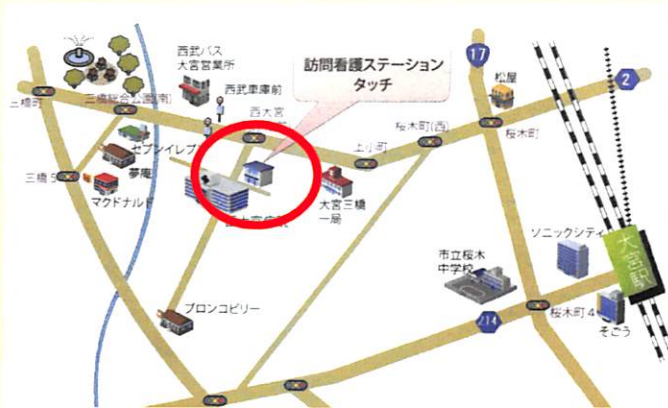 西武バス
大宮営業所
西武車庫前
訪問看護ステーション
タッチ
17
松屋
2
三橋町
三橋総合公園(南)
西大宮
上小町
桜木町(西)
桜木町
セブンイレブ
夢庵
三橋5
マクドナルド
大宮三橋
一局
市立桜木
中学校
ソニックシティ
大宮駅
ブロンコビリー
214
桜木町4
そごう